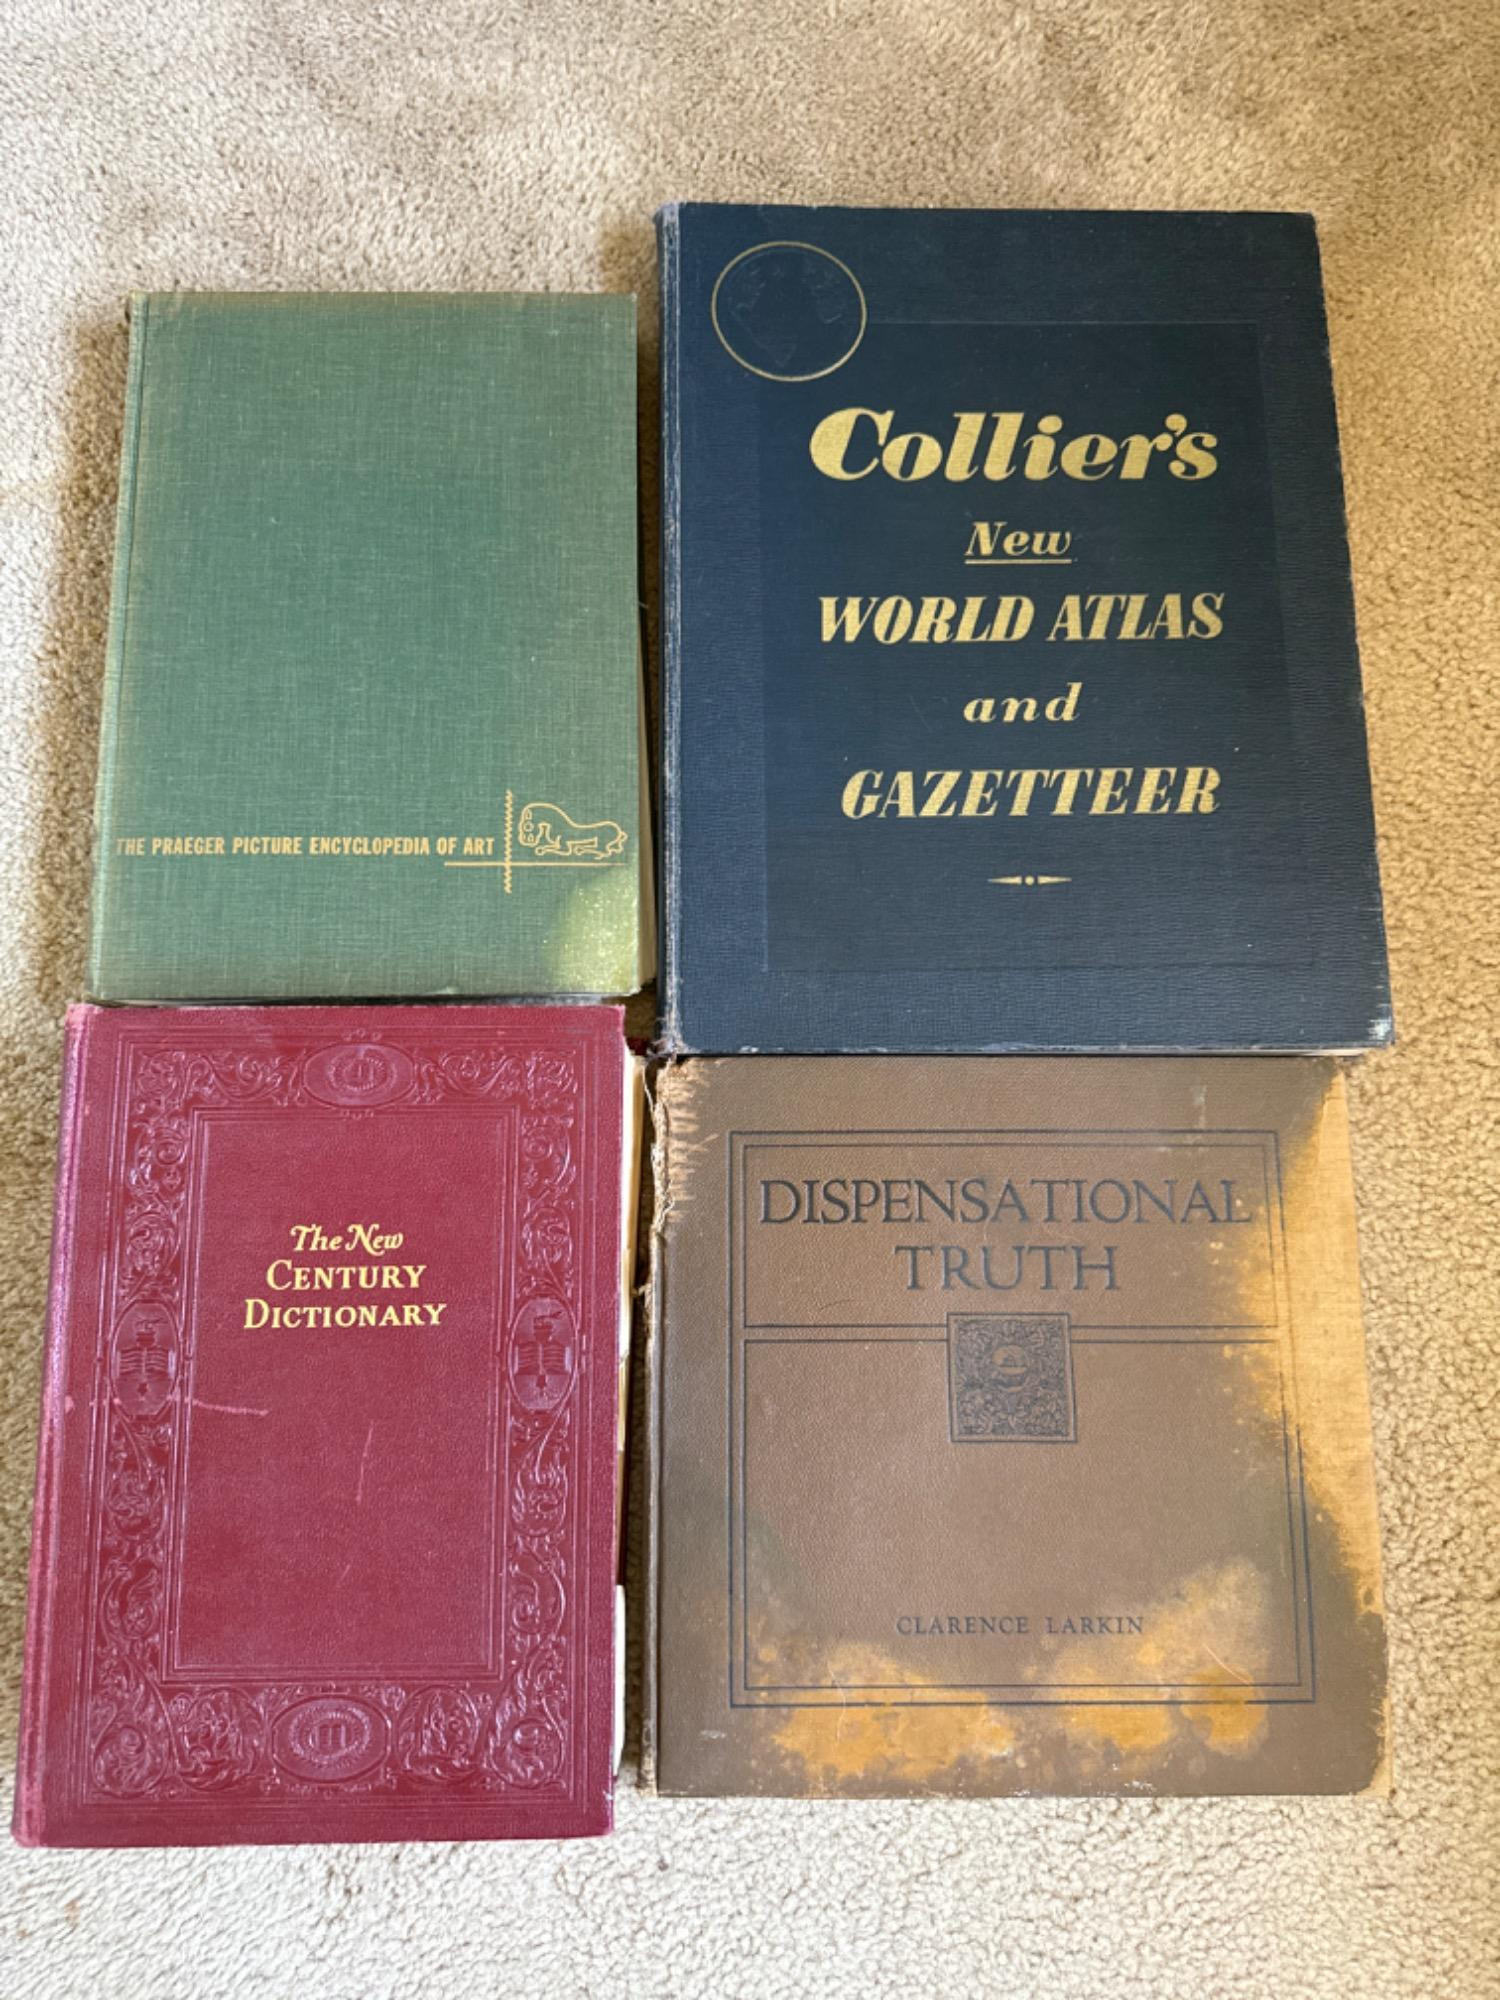 THE PRAEGER PICTURE ENCYCLOPEDIA OF ART
Collier's
New
WORLD ATLAS
and
GAZETTEER
The New
CENTURY
DICTIONARY
DISPENSATIONAL
TRUTH
CLARENCE LARKIN